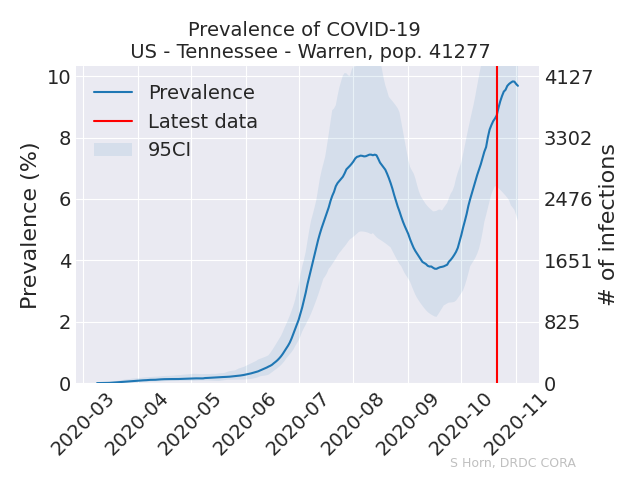 Prevalence of COVID-19
US - Tennessee - Warren, pop. 41277
Prevalence (%)
10
8
6
4
2
0
Prevalence
Latest data
95CI
4127
3302
2476
1651
825
0
# of infections
2020-03
2020-04
2020-05
2020-06
2020-07
2020-08
2020-09
2020-10
2020-11
S Horn, DRDC CORA